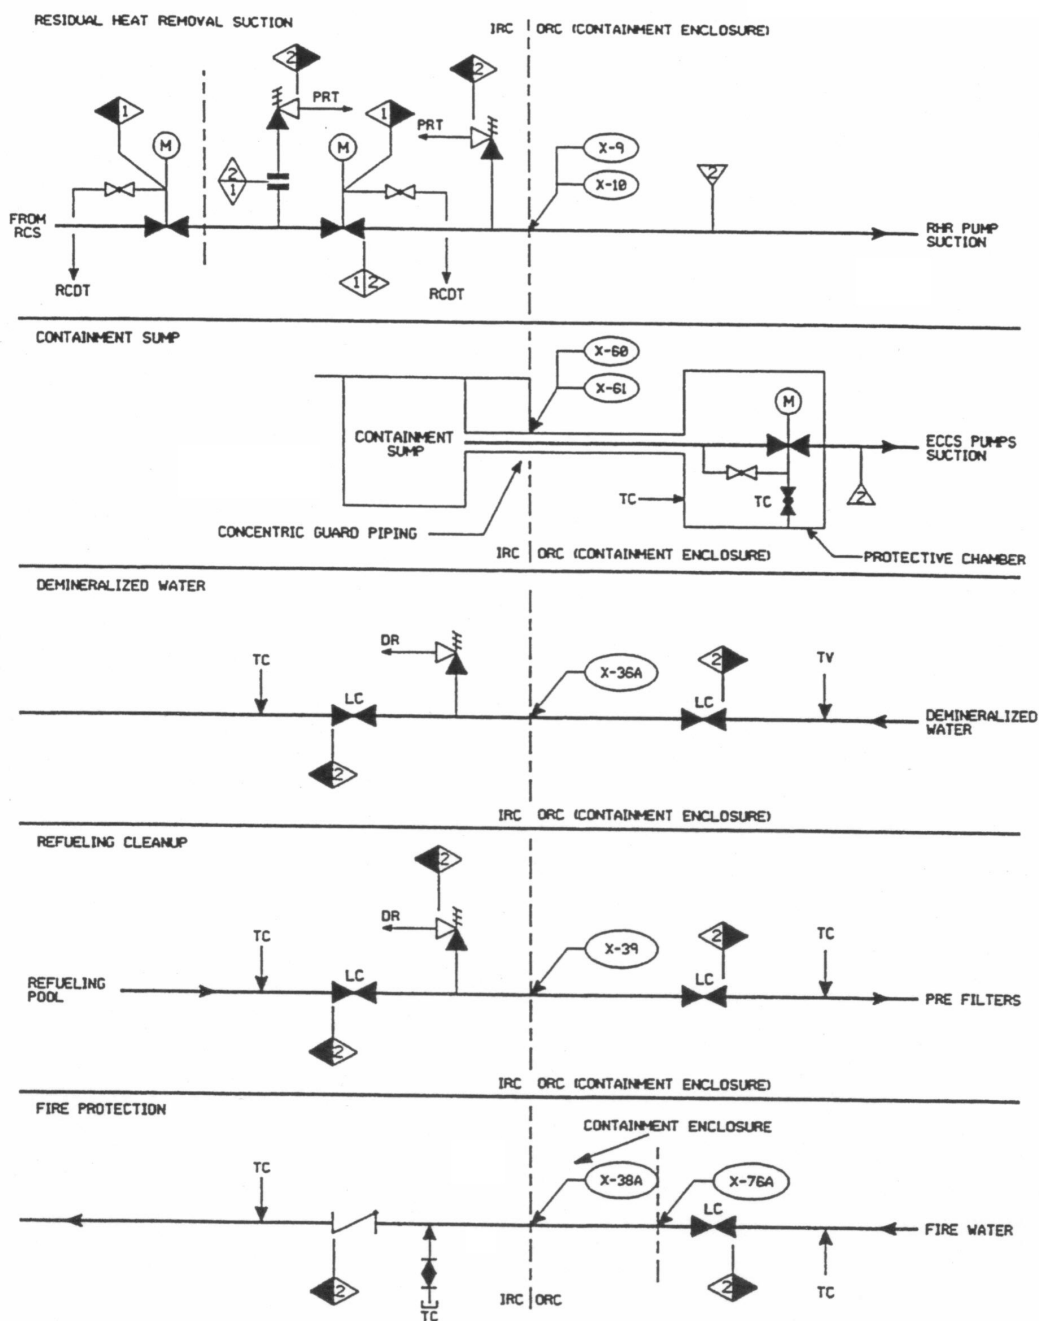 RESIDUAL HEAT REMOVAL SUCTION
IRC ORC (CONTAINMENT ENCLOSURE)
2
2
PRT
1
1
PRT
M
M
X-9
2
1
X-10
2
FROM
RCS
RHR PUMP
SUCTION
RCDT
1 2
RCDT
CONTAINMENT SUMP
X-60
X-61
M
CONTAINMENT
SUMP
ECCS PUMPS
SUCTION
TC
TC
2
CONCENTRIC GUARD PIPING
IRC ORC (CONTAINMENT ENCLOSURE)
PROTECTIVE CHAMBER
DEMINERALIZED WATER
DR
TC
2
TV
X-36A
LC
LC
DEMINERALIZED
WATER
2
IRC ORC (CONTAINMENT ENCLOSURE)
REFUELING CLEANUP
2
DR
TC
2
TC
X-39
LC
LC
REFUELING
POOL
PRE FILTERS
2
IRC ORC (CONTAINMENT ENCLOSURE)
FIRE PROTECTION
CONTAINMENT ENCLOSURE
TC
X-38A
X-76A
LC
FIRE WATER
2
2
TC
IRC ORC
TC